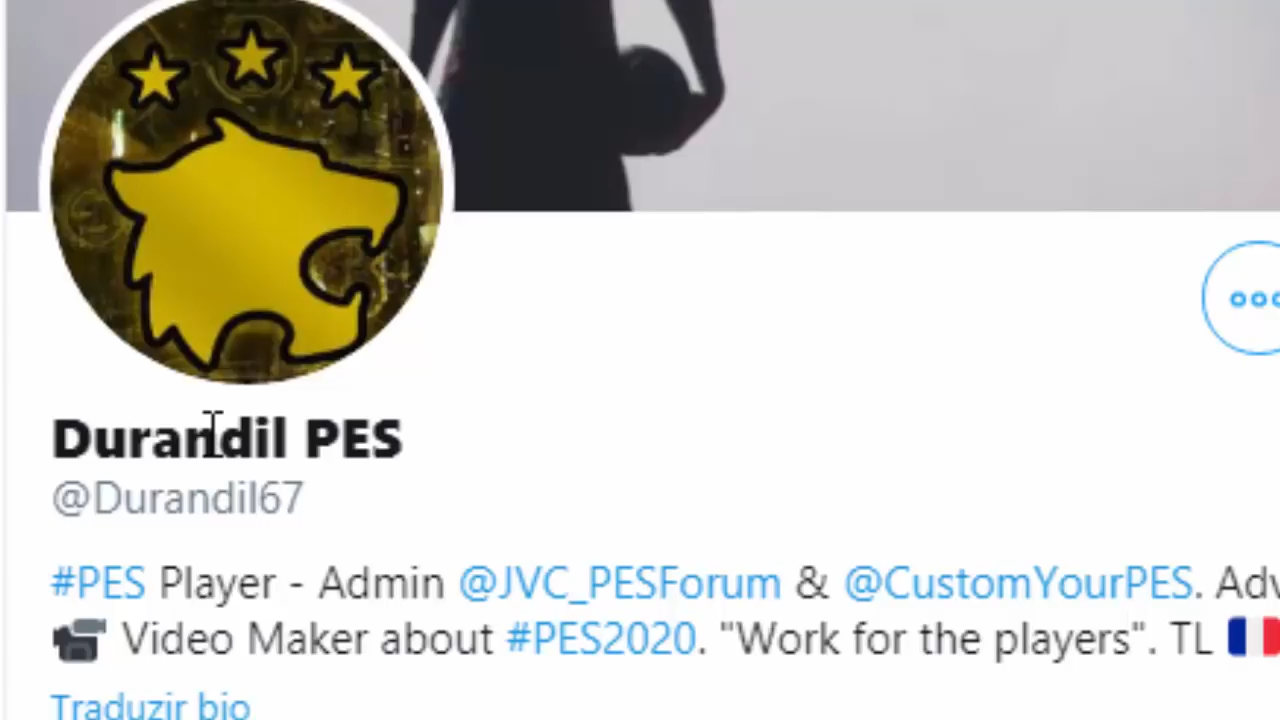 Durandil PES
@Durandil67
#PES Player - Admin @JVC_PESForum & @CustomYourPES.
Video Maker about #PES2020. "Work for the players". TL
Traduzir bio